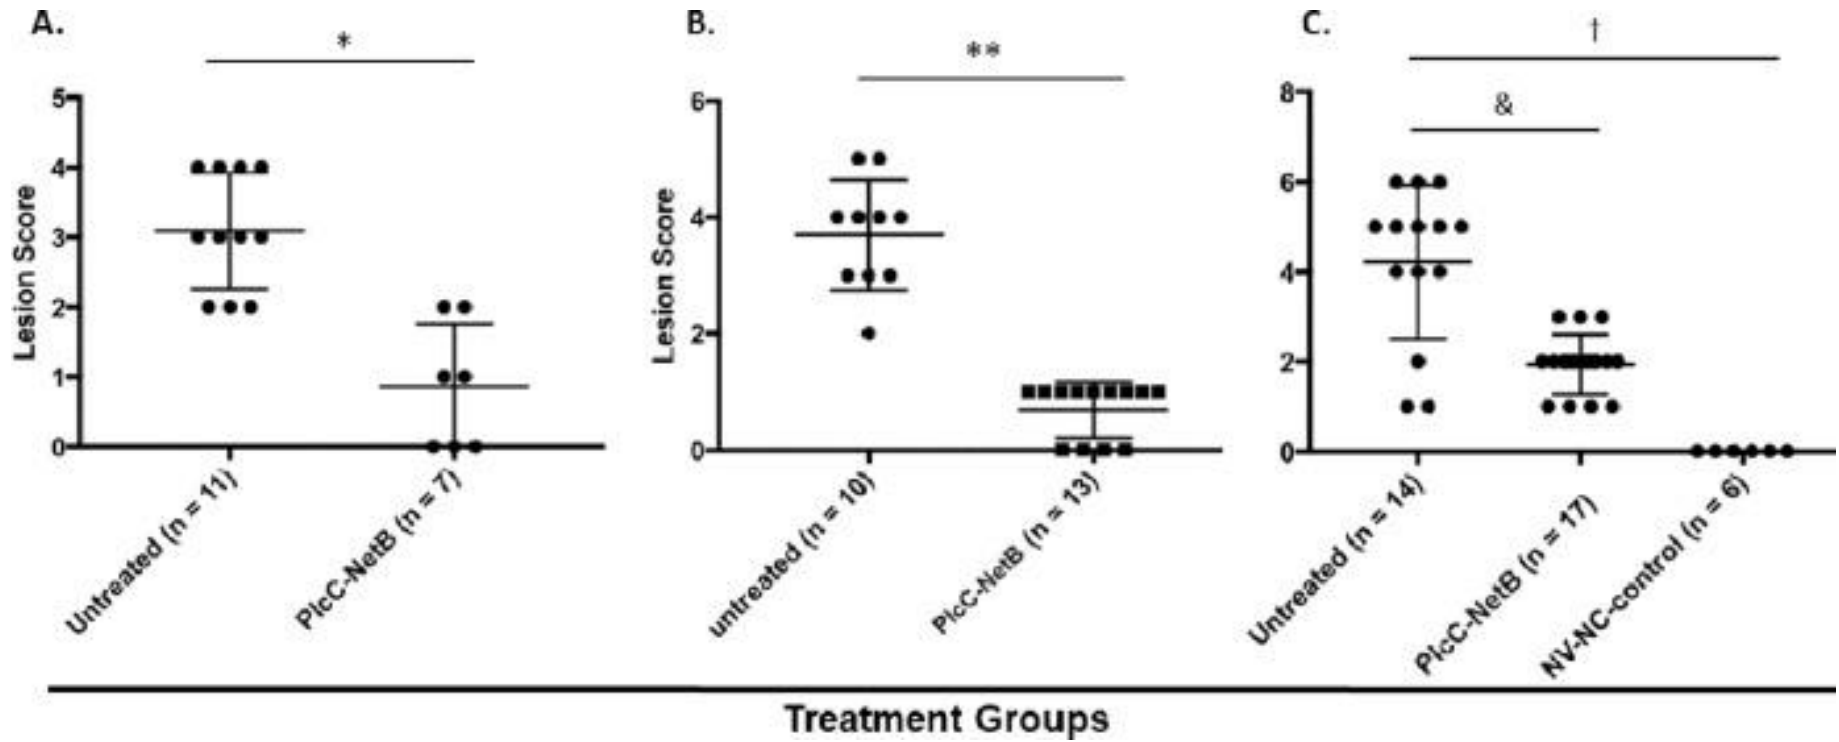 A.
*
Lesion Score
5
4
3
2
1
0
Untreated (n = 11)
PlcC-NetB (n = 7)
B.
**
Lesion Score
6
4
2
0
untreated (n = 10)
PlcC-NetB (n = 13)
C.
†
&
8
6
4
2
0
Untreated (n = 14)
PlcC-NetB (n = 17)
NV-NC-control (n = 6)
Treatment Groups